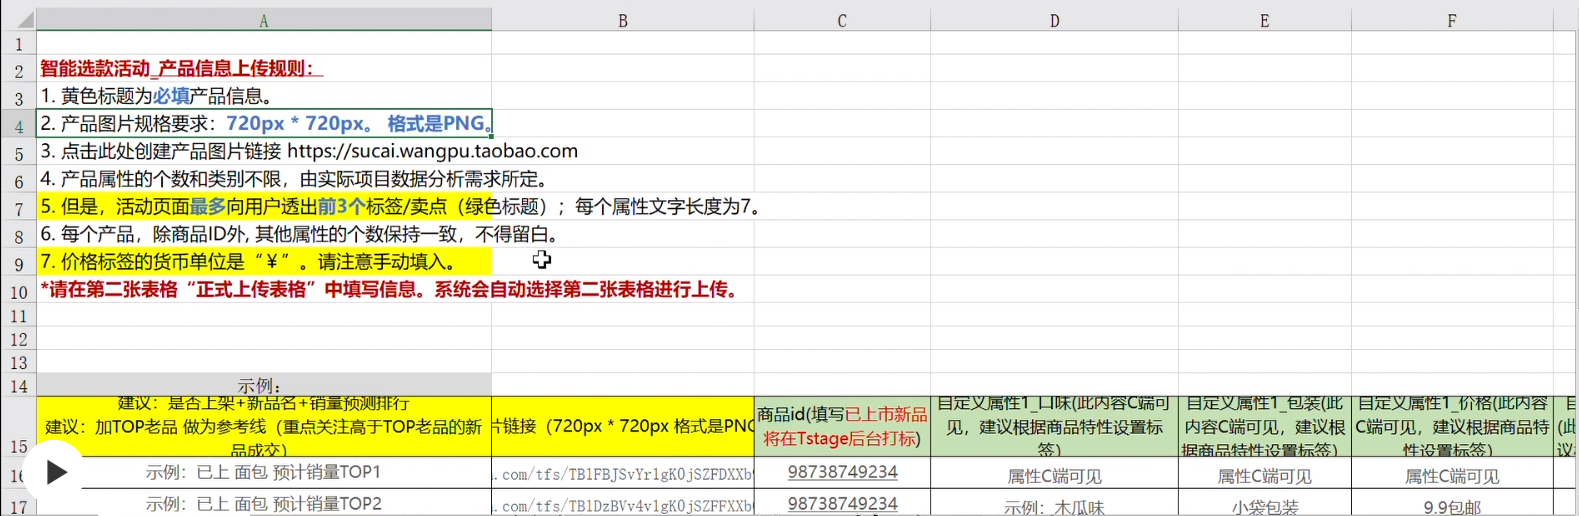 A B C D E F
1
2 智能选款活动_产品信息上传规则：
3 1. 黄色标题为必填产品信息。
4 2. 产品图片规格要求：720px * 720px。 格式是PNG。
5 3. 点击此处创建产品图片链接 https://sucai.wangpu.taobao.com
6 4. 产品属性的个数和类别不限，由实际项目数据分析需求所定。
7 5. 但是，活动页面最多向用户透出前3个标签/卖点（绿色标题）；每个属性文字长度为7。
8 6. 每个产品，除商品ID外, 其他属性的个数保持一致，不得留白。
9 7. 价格标签的货币单位是“¥”。请注意手动填入。
10 *请在第二张表格“正式上传表格”中填写信息。系统会自动选择第二张表格进行上传。
11
12
13
14 示例：
15
建议：是否上架+新品名+销量预测排行
建议：加TOP老品 做为参考线（重点关注高于TOP老品的新
品成交）
片链接（720px * 720px 格式是PNG
商品id(填写已上市新品
将在Tstage后台打标)
自定义属性1_口味(此内容C端可
见，建议根据商品特性设置标
签）
自定义属性1_包装(此
内容C端可见，建议根
据商品特性设置标签）
自定义属性1_价格(此内容
C端可见，建议根据商品特
性设置标签）
16 示例：已上 面包 预计销量TOP1 .com/tfs/TB1FBJSvYr1gK0jSZFDXXb 98738749234 属性C端可见 属性C端可见 属性C端可见
17 示例：已上 面包 预计销量TOP2 .com/tfs/TB1DzBVv4v1gK0jSZFFXXb 98738749234 示例：木瓜味 小袋包装 9.9包邮